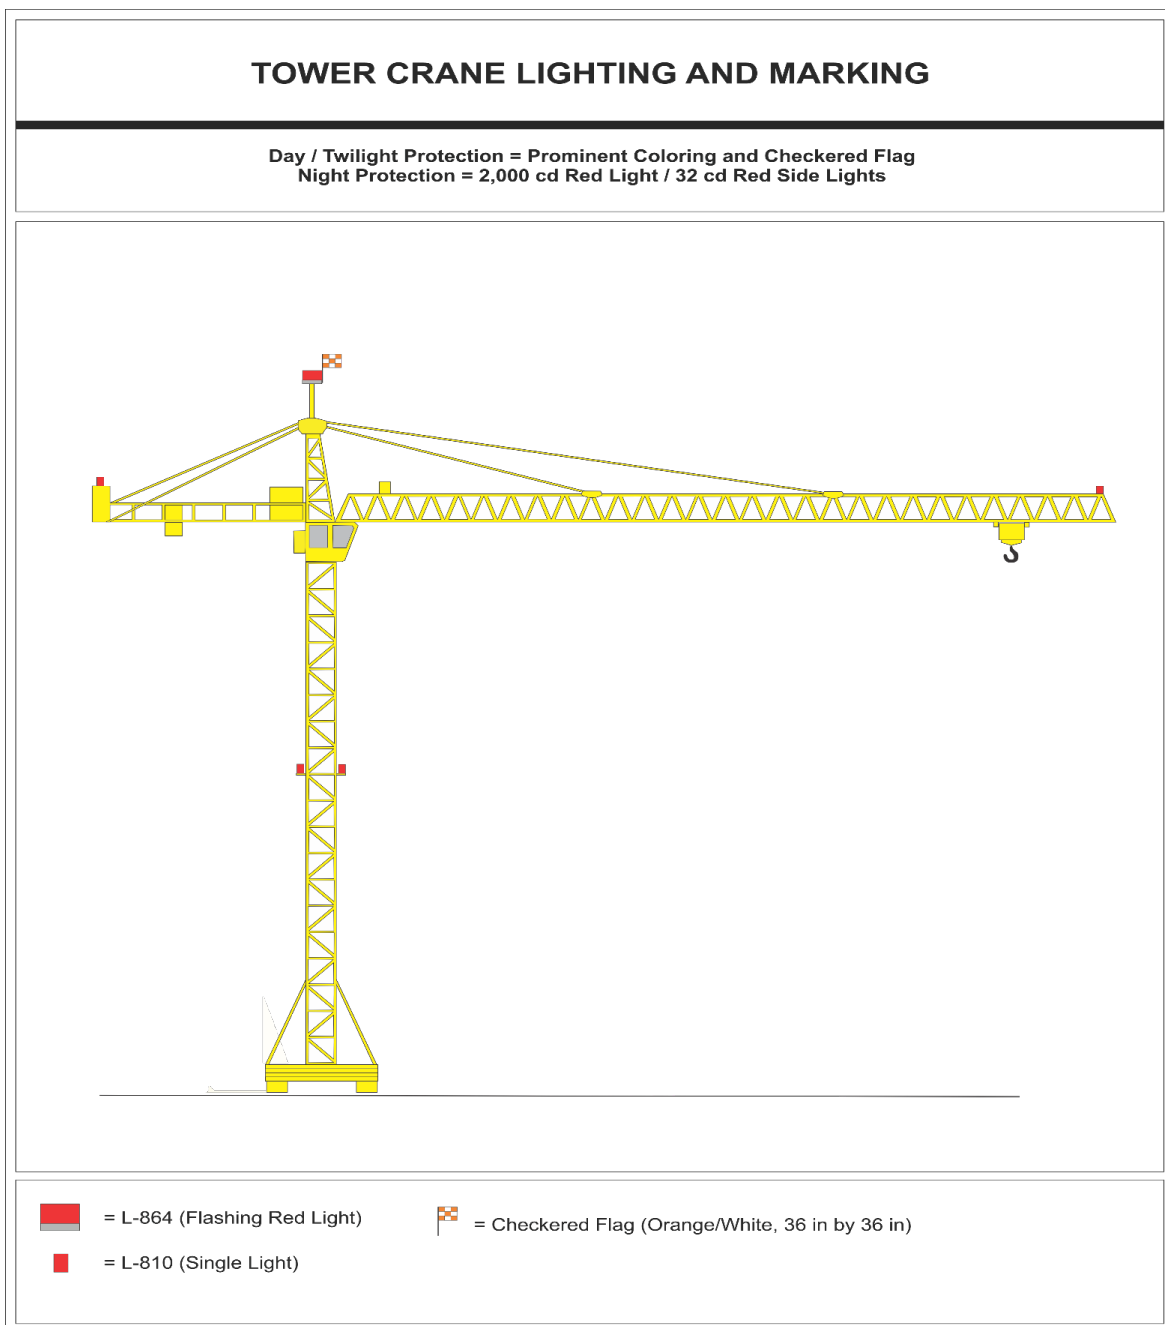 TOWER CRANE LIGHTING AND MARKING
Day / Twilight Protection = Prominent Coloring and Checkered Flag
Night Protection = 2,000 cd Red Light / 32 cd Red Side Lights
= L-864 (Flashing Red Light)
= Checkered Flag (Orange/White, 36 in by 36 in)
= L-810 (Single Light)